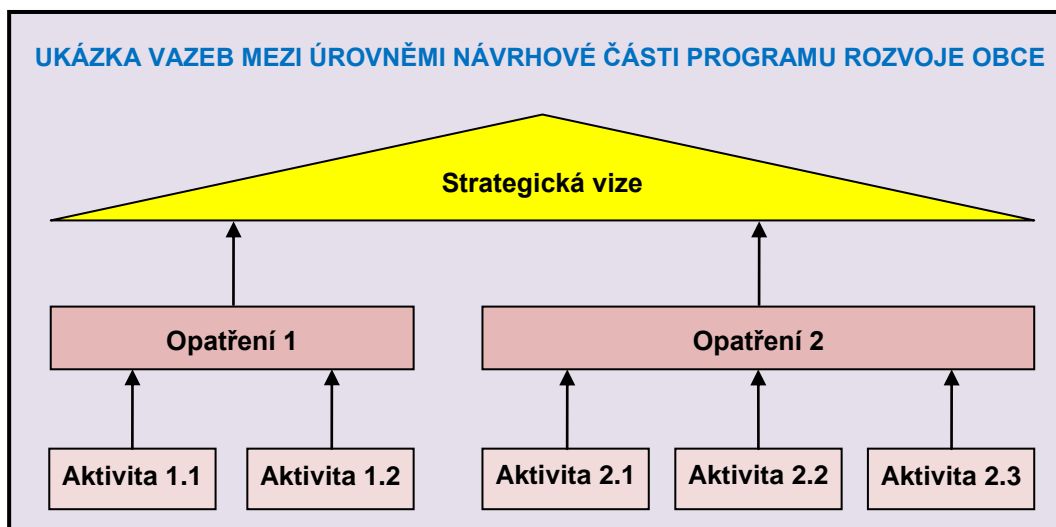 UKÁZKA VAZEB MEZI ÚROVNĚMI NÁVRHOVÉ ČÁSTI PROGRAMU ROZVOJE OBCE
Strategická vize
Opatření 1
Opatření 2
Aktivita 1.1
Aktivita 1.2
Aktivita 2.1
Aktivita 2.2
Aktivita 2.3